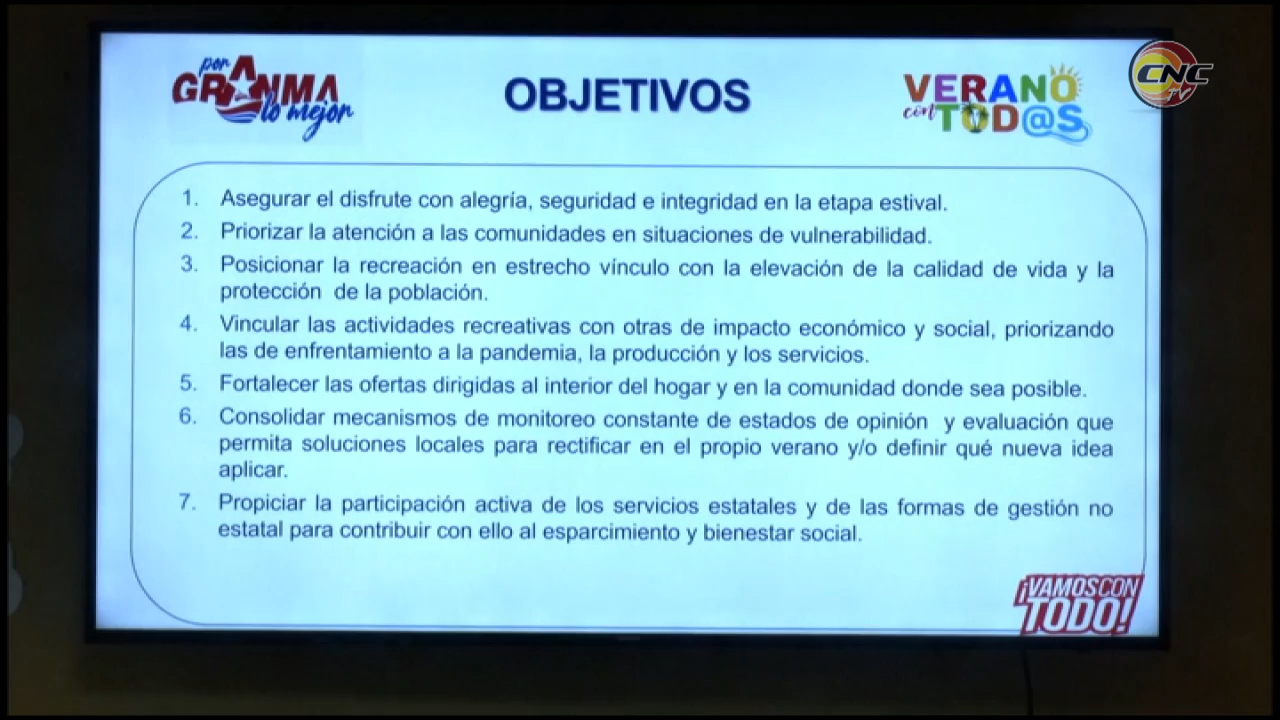 por
GRANMA
lo mejor
OBJETIVOS
VERANO
con TOD@S
CNC
TV
1. Asegurar el disfrute con alegría, seguridad e integridad en la etapa estival.
2. Priorizar la atención a las comunidades en situaciones de vulnerabilidad.
3. Posicionar la recreación en estrecho vínculo con la elevación de la calidad de vida y la
protección de la población.
4. Vincular las actividades recreativas con otras de impacto económico y social, priorizando
las de enfrentamiento a la pandemia, la producción y los servicios.
5. Fortalecer las ofertas dirigidas al interior del hogar y en la comunidad donde sea posible.
6. Consolidar mecanismos de monitoreo constante de estados de opinión y evaluación que
permita soluciones locales para rectificar en el propio verano y/o definir qué nueva idea
aplicar.
7. Propiciar la participación activa de los servicios estatales y de las formas de gestión no
estatal para contribuir con ello al esparcimiento y bienestar social.
¡VAMOS CON
TODO!